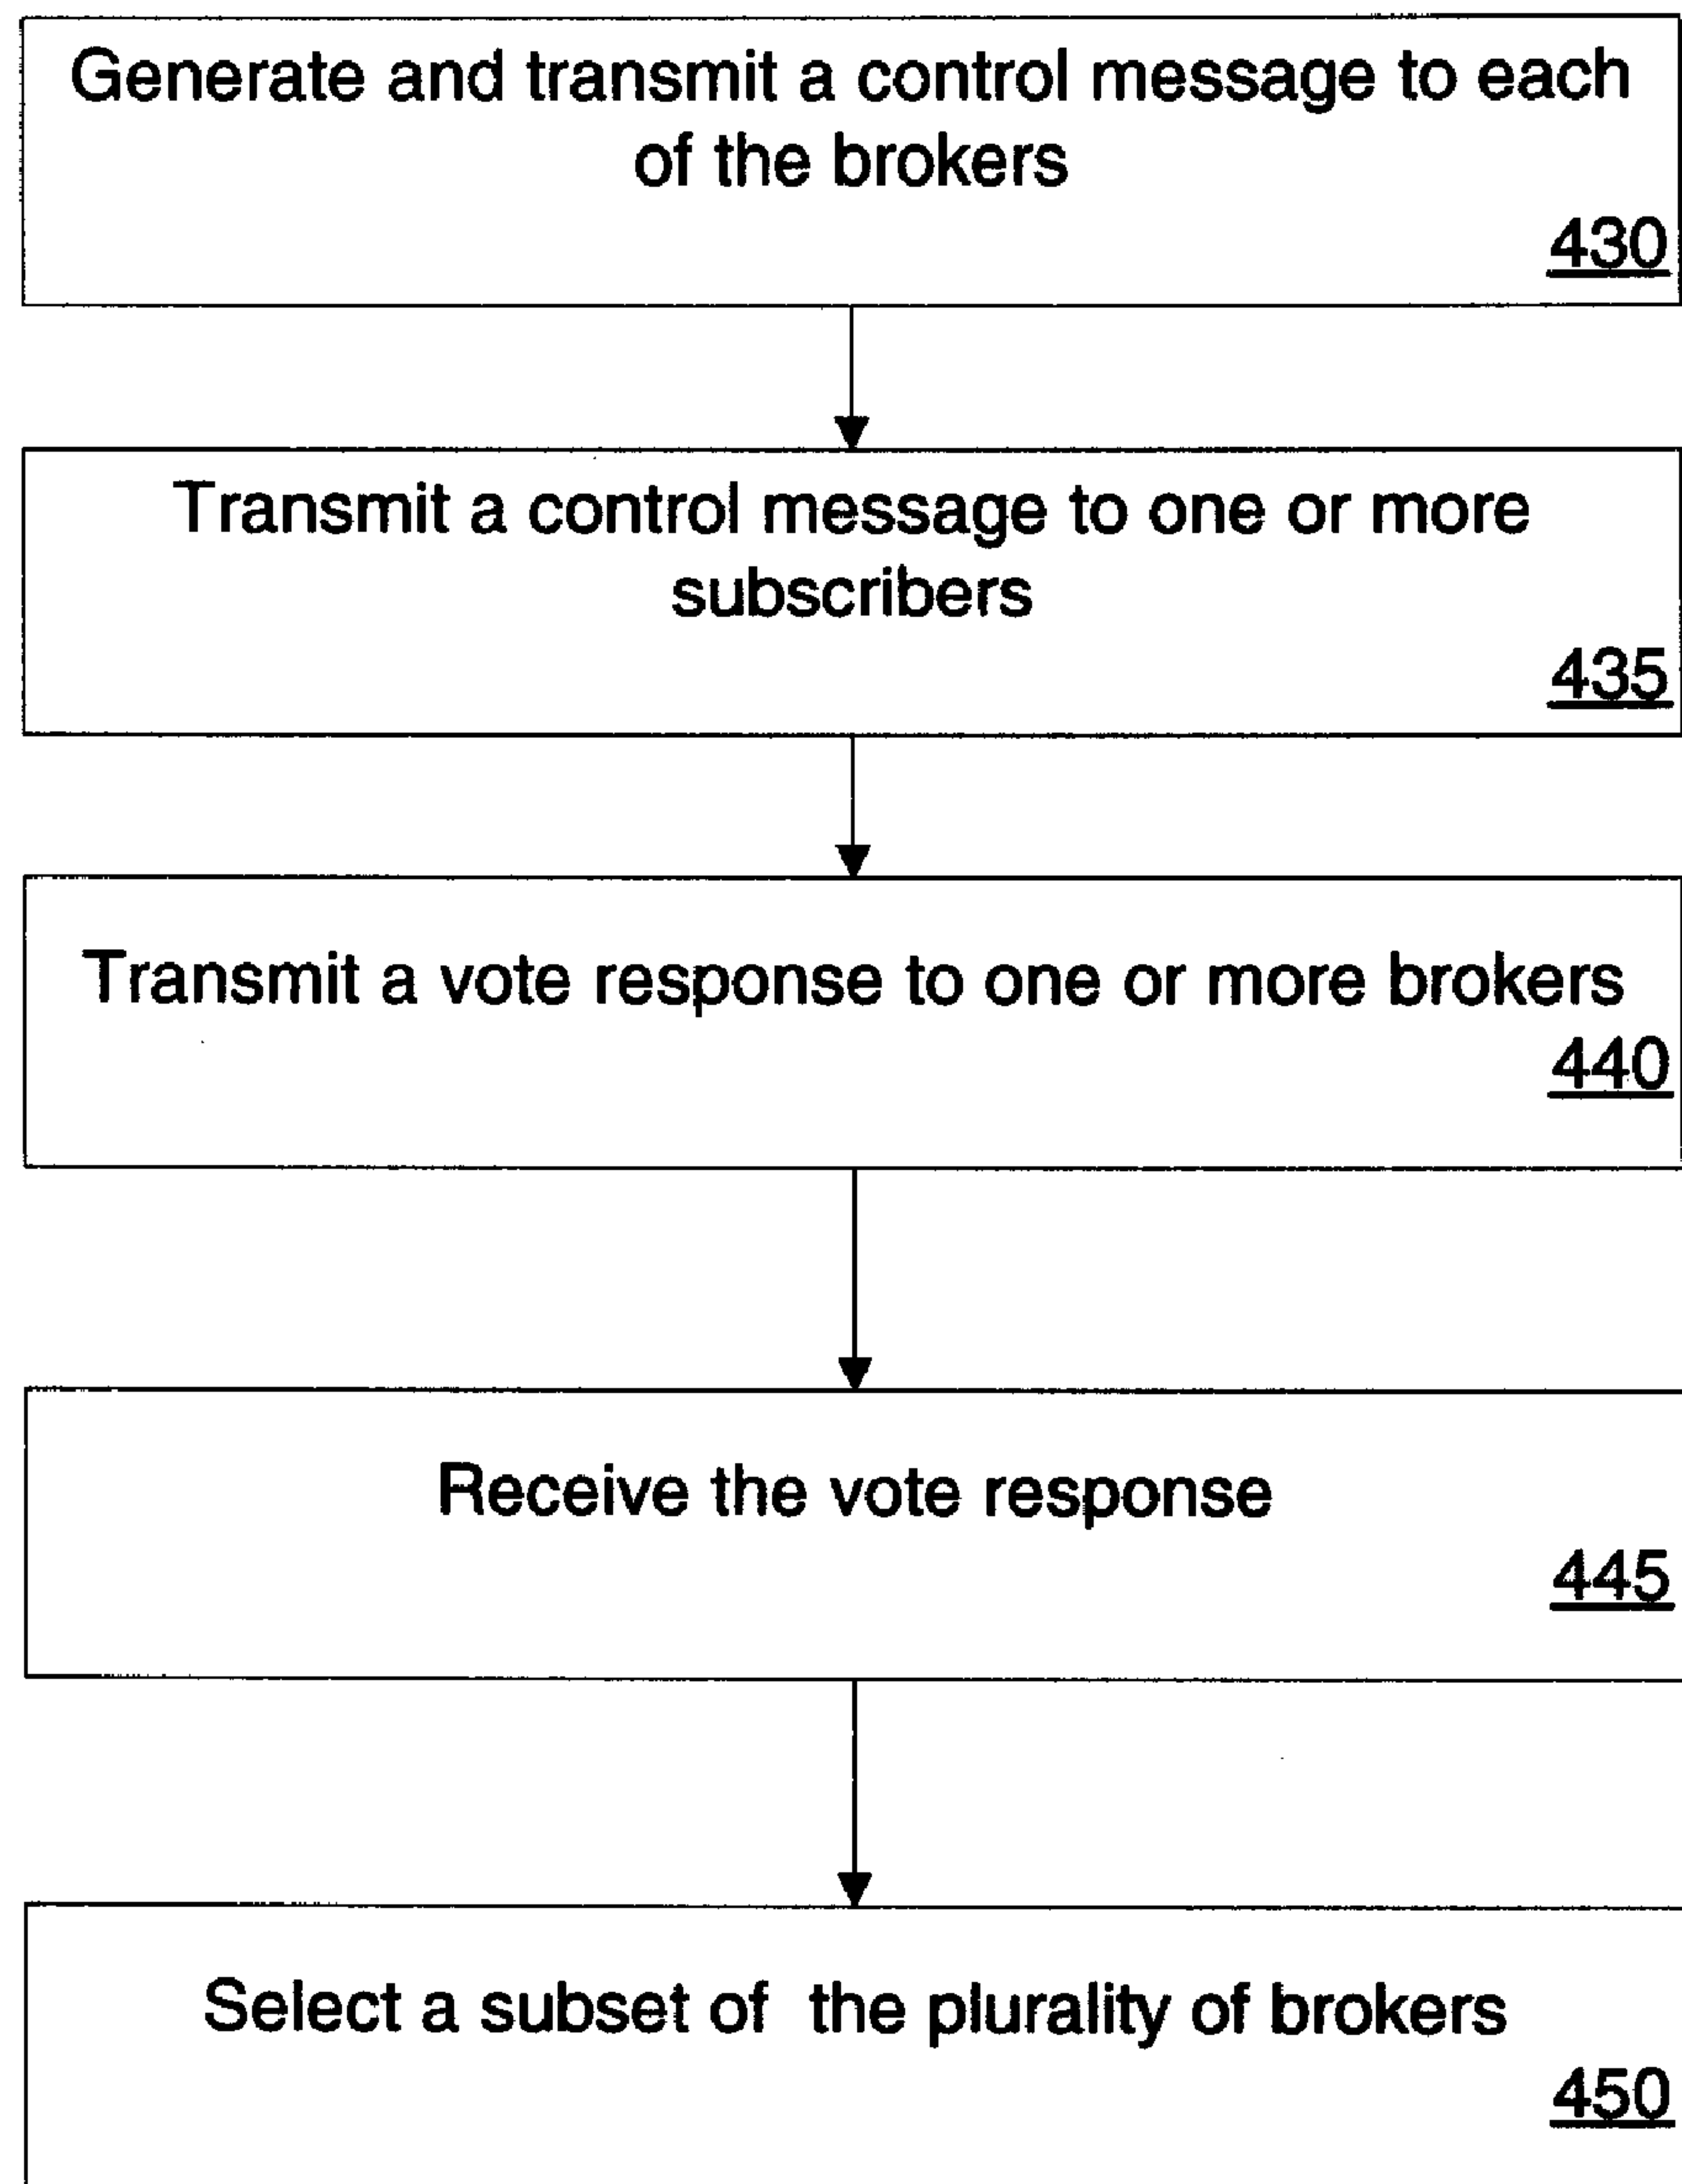 Generate and transmit a control message to each
of the brokers
430
Transmit a control message to one or more
subscribers
435
Transmit a vote response to one or more brokers
440
Receive the vote response
445
Select a subset of the plurality of brokers
450